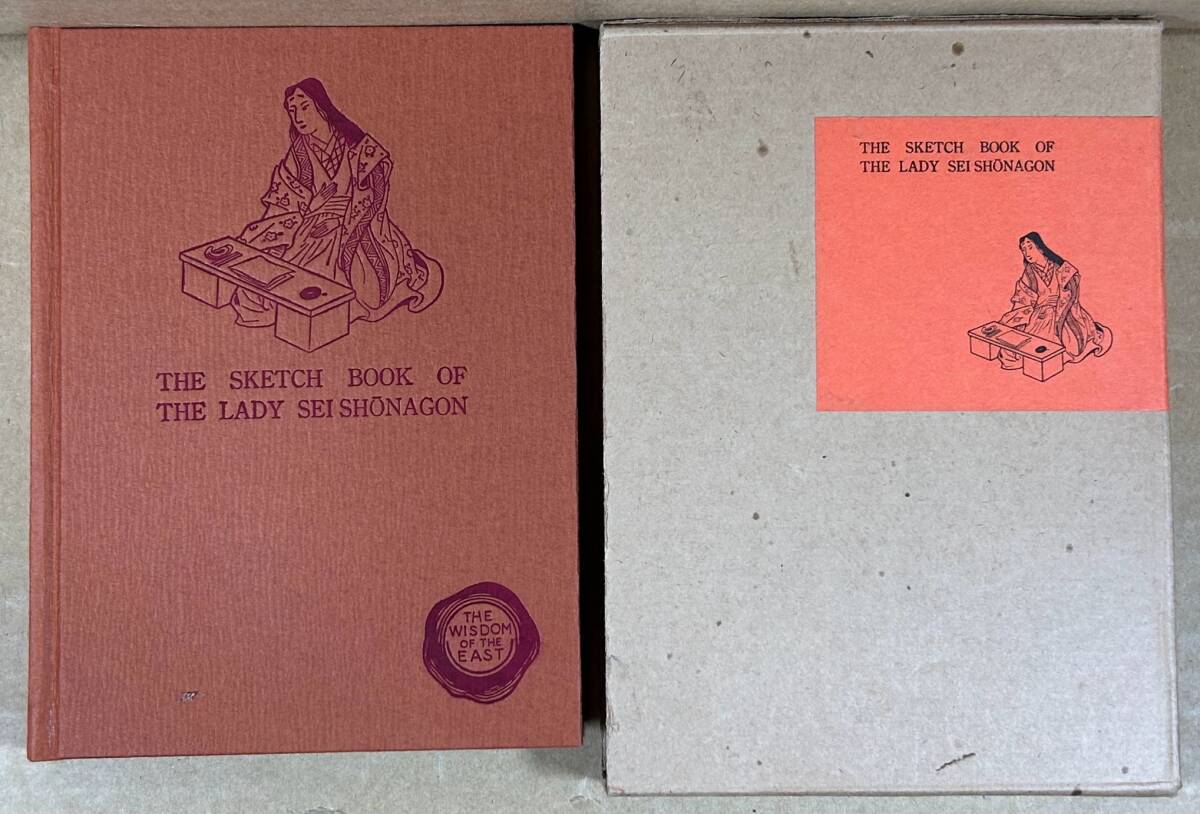 THE SKETCH BOOK OF
THE LADY SEI SHŌNAGON
THE
WISDOM
OF THE
EAST
THE SKETCH BOOK OF
THE LADY SEI SHŌNAGON